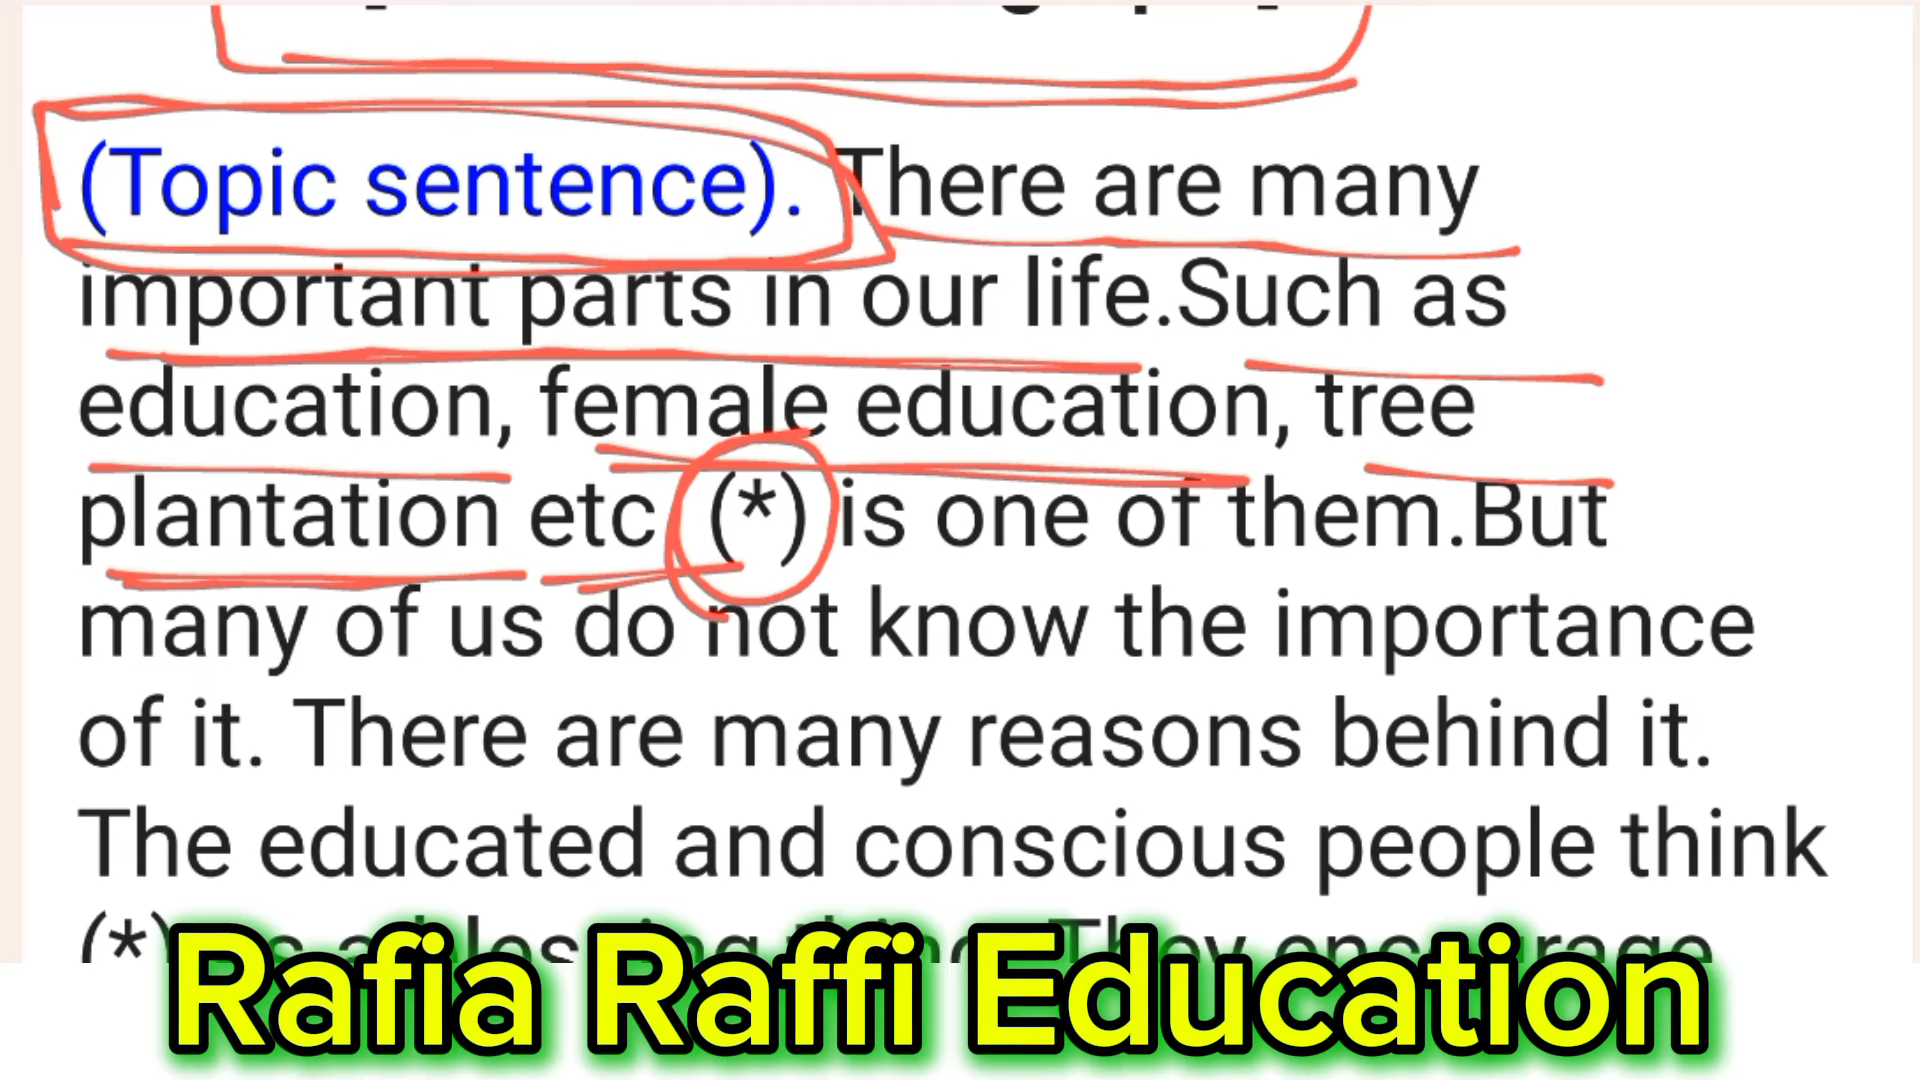 (Topic sentence). There are many
important parts in our life.Such as
education, female education, tree
plantation etc (*) is one of them.But
many of us do not know the importance
of it. There are many reasons behind it.
The educated and conscious people think
(*) They encourage
Rafia Raffi Education